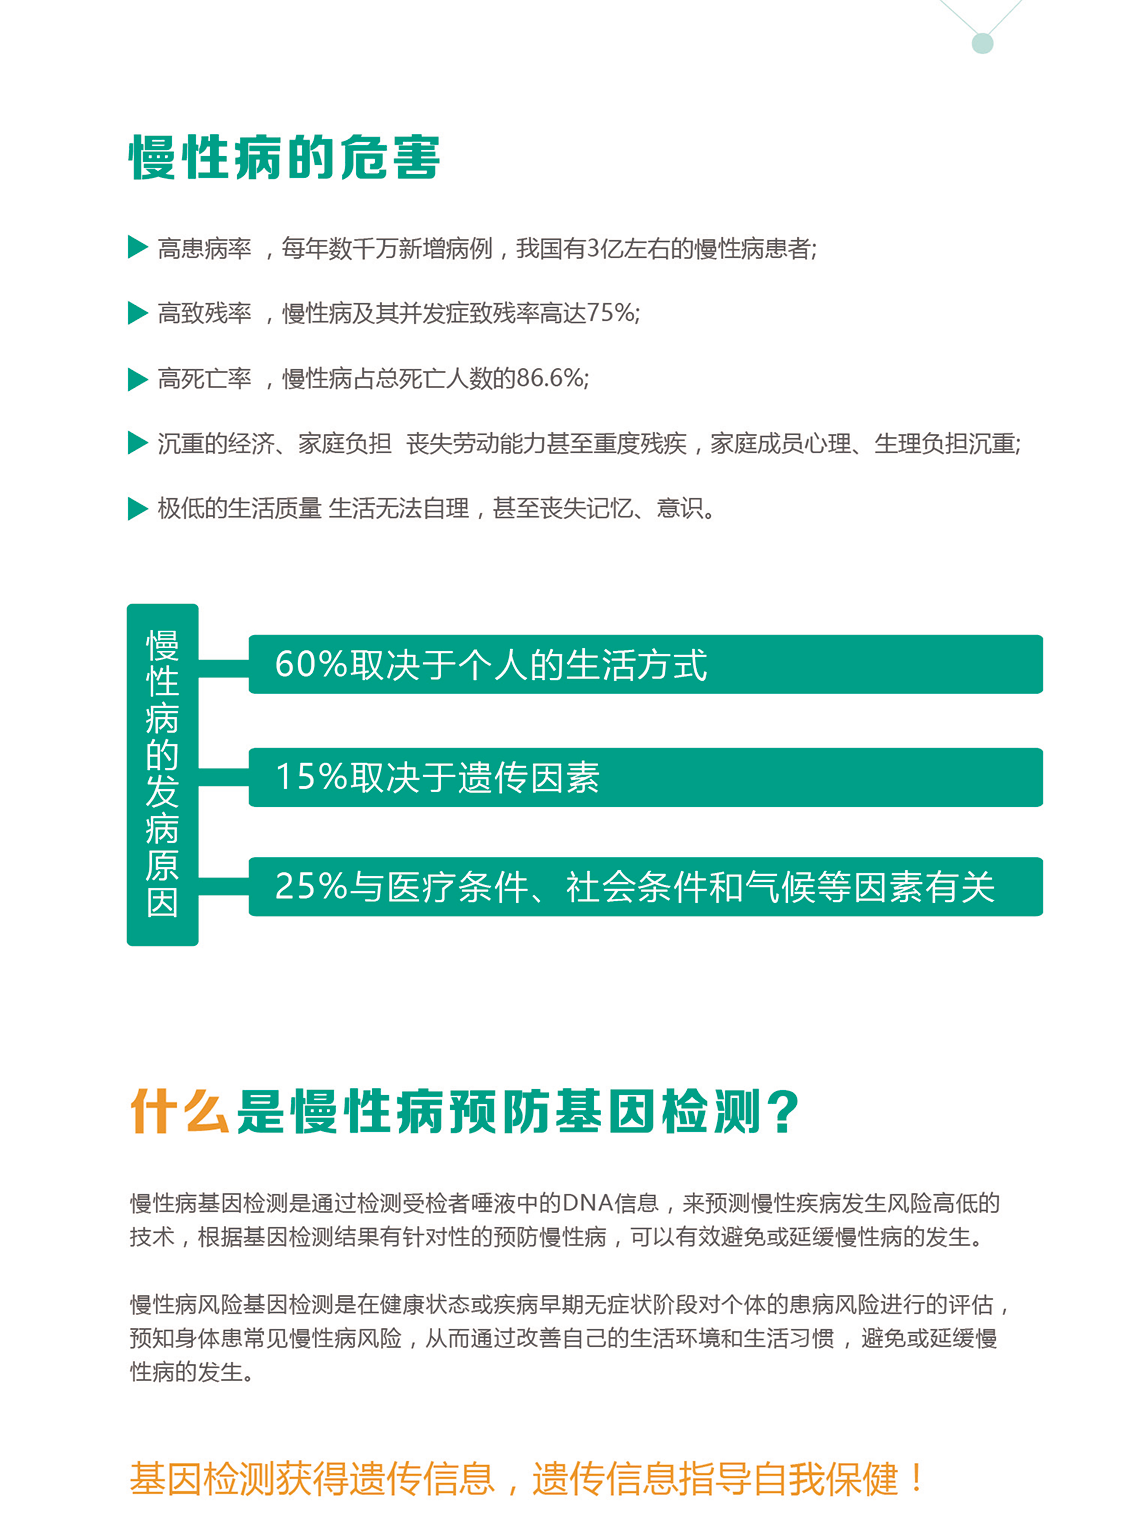 慢性病的危害
高患病率 ，每年数千万新增病例，我国有3亿左右的慢性病患者;
高致残率 ，慢性病及其并发症致残率高达75%;
高死亡率 ，慢性病占总死亡人数的86.6%;
沉重的经济、家庭负担 丧失劳动能力甚至重度残疾，家庭成员心理、生理负担沉重;
极低的生活质量 生活无法自理，甚至丧失记忆、意识。
慢性病的发病原因
60%取决于个人的生活方式
15%取决于遗传因素
25%与医疗条件、社会条件和气候等因素有关
什么是慢性病预防基因检测?
慢性病基因检测是通过检测受检者唾液中的DNA信息，来预测慢性疾病发生风险高低的
技术，根据基因检测结果有针对性的预防慢性病，可以有效避免或延缓慢性病的发生。
慢性病风险基因检测是在健康状态或疾病早期无症状阶段对个体的患病风险进行的评估，
预知身体患常见慢性病风险，从而通过改善自己的生活环境和生活习惯，避免或延缓慢
性病的发生。
基因检测获得遗传信息，遗传信息指导自我保健！